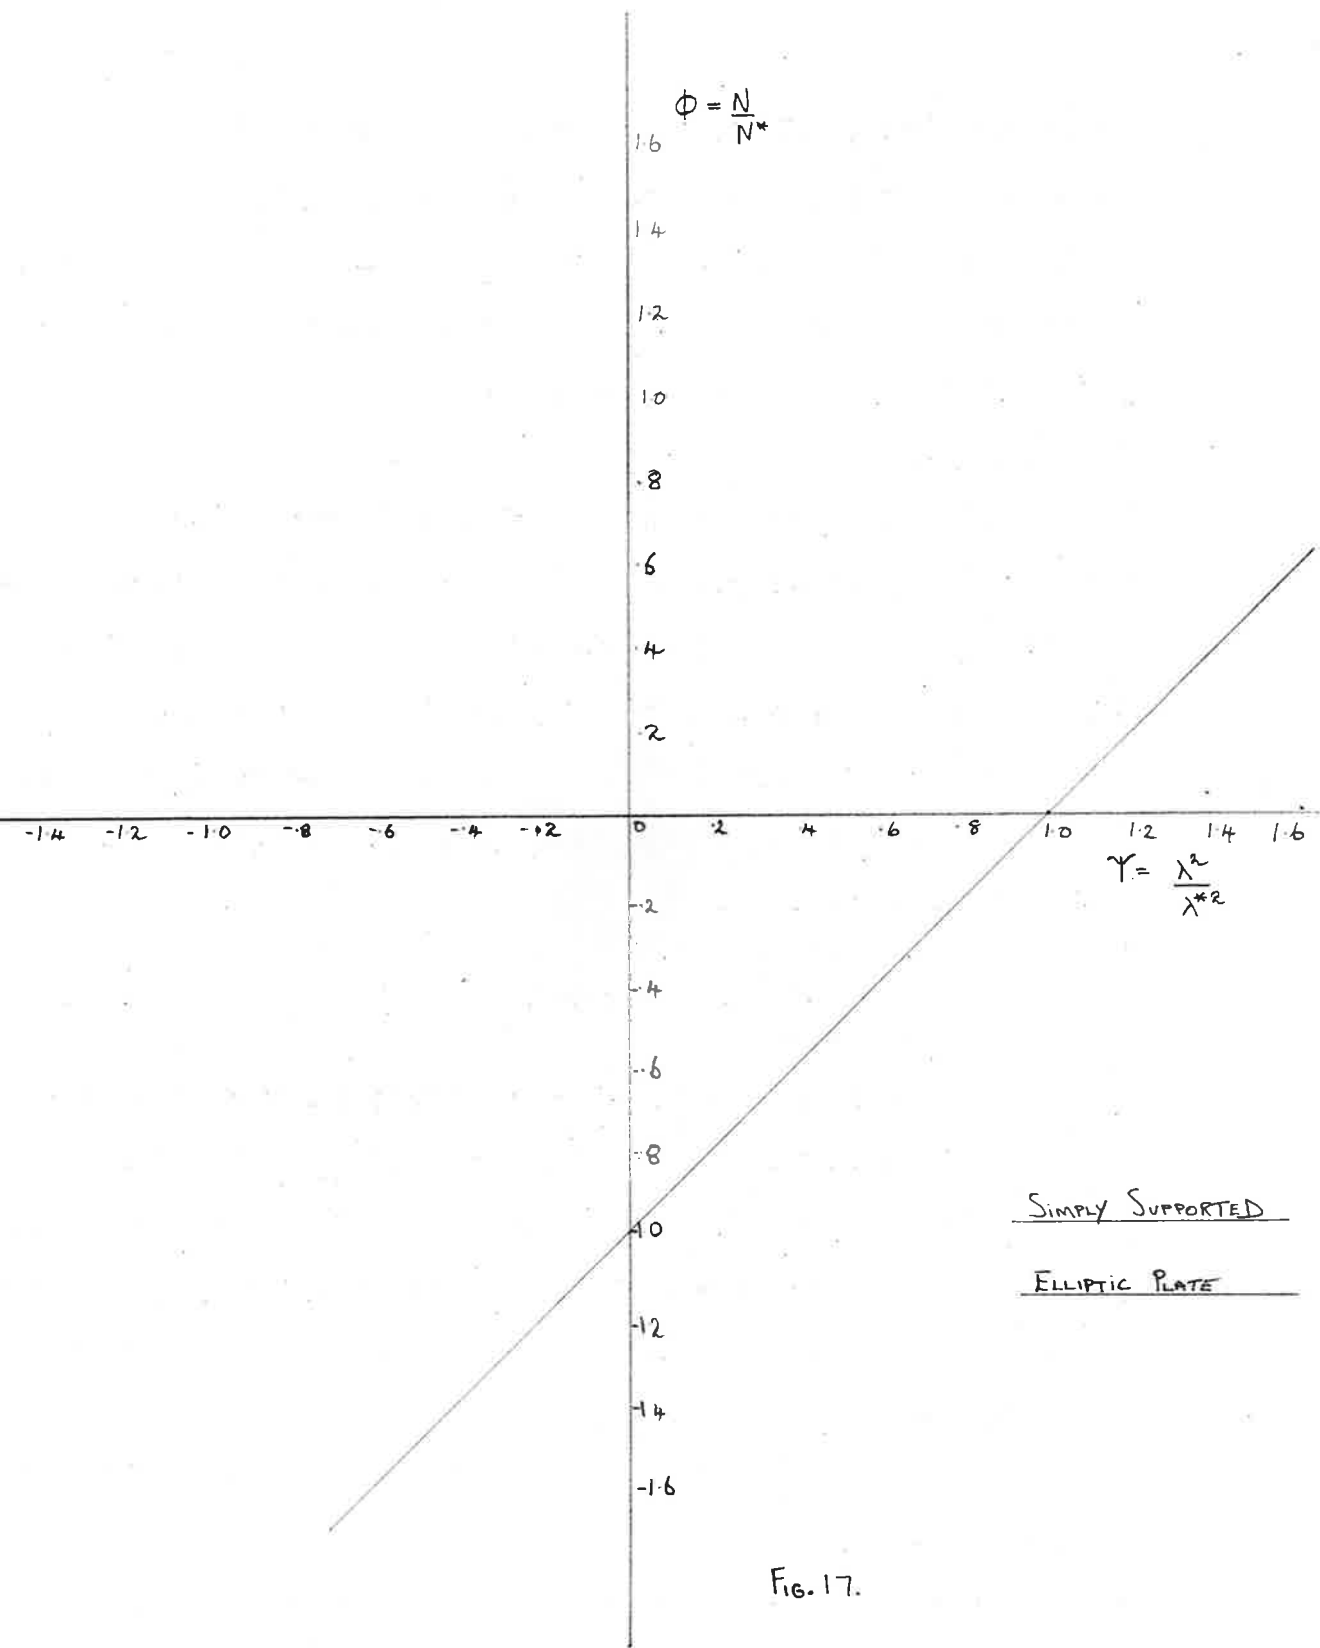 Φ = N/N*
1.6
1.4
1.2
1.0
.8
.6
.4
.2
-1.4 -1.2 -1.0 -.8 -.6 -.4 -.2 0 .2 .4 .6 .8 1.0 1.2 1.4 1.6
Ψ = λ²/λ*²
-.2
-.4
-.6
-.8
-1.0
-1.2
-1.4
-1.6
SIMPLY SUPPORTED
ELLIPTIC PLATE
FIG. 17.